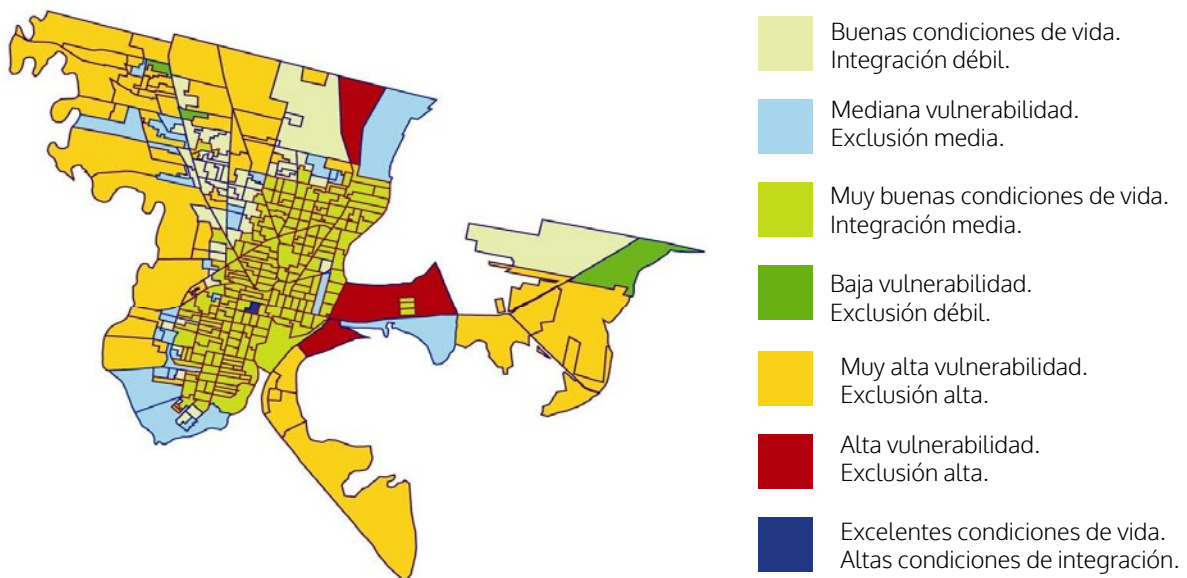 Buenas condiciones de vida.
Integración débil.
Mediana vulnerabilidad.
Exclusión media.
Muy buenas condiciones de vida.
Integración media.
Baja vulnerabilidad.
Exclusión débil.
Muy alta vulnerabilidad.
Exclusión alta.
Alta vulnerabilidad.
Exclusión alta.
Excelentes condiciones de vida.
Altas condiciones de integración.